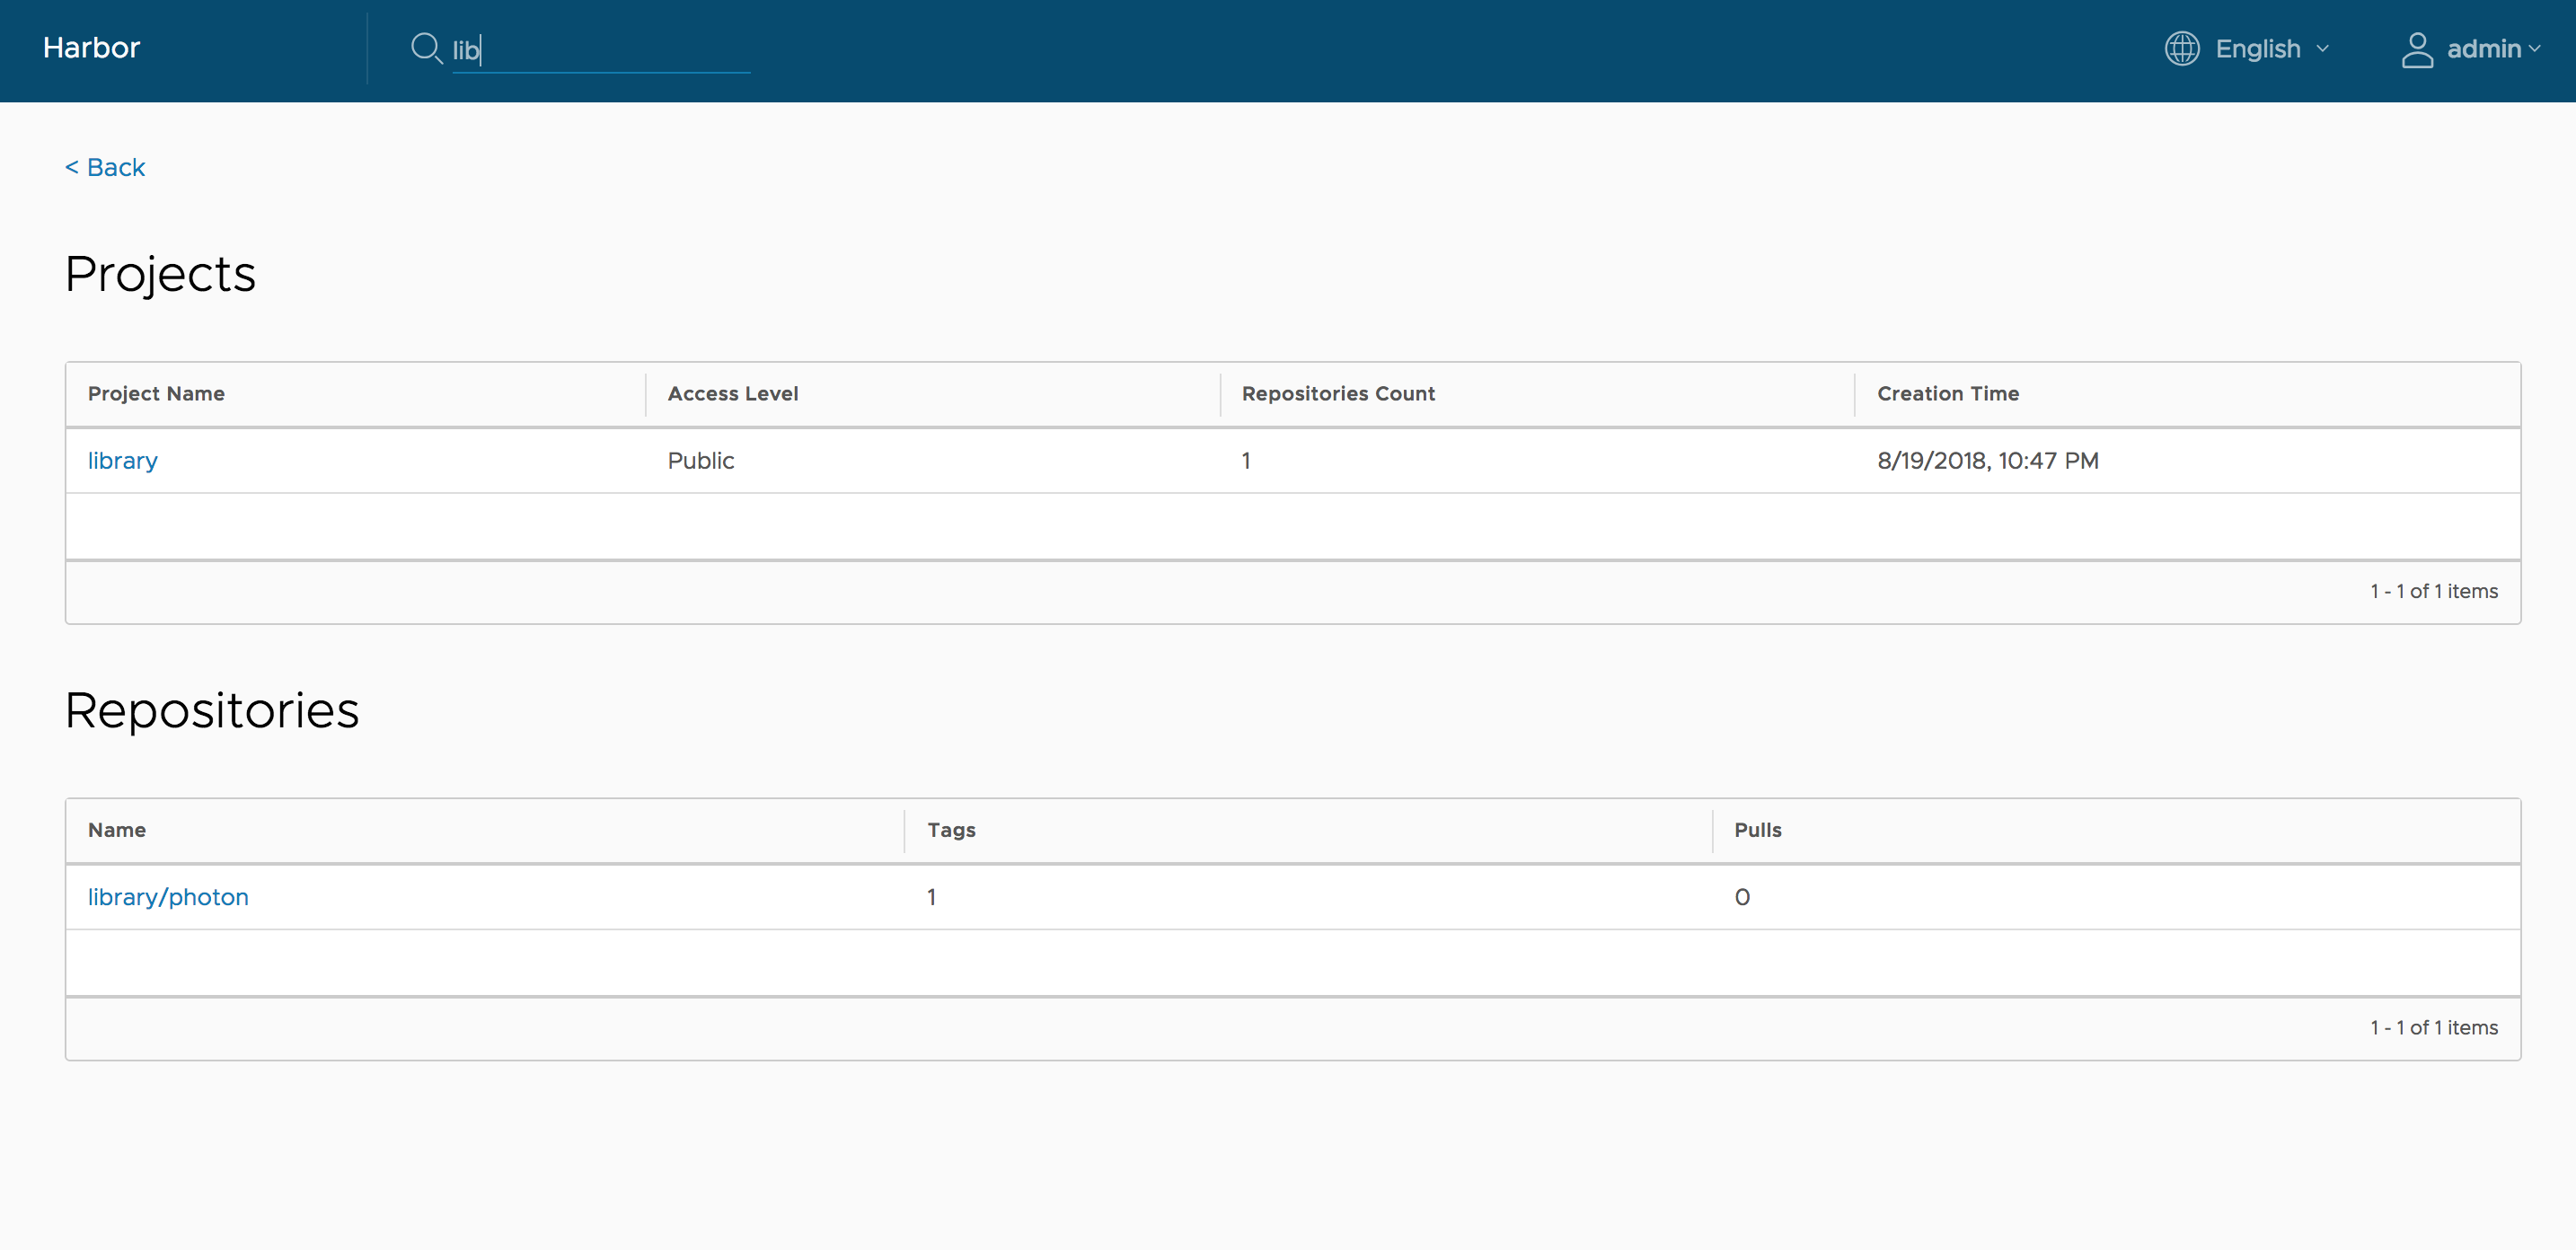 Harbor
lib
English
admin
< Back
Projects
Project Name Access Level Repositories Count Creation Time
library Public 1 8/19/2018, 10:47 PM
1 - 1 of 1 items
Repositories
Name Tags Pulls
library/photon 1 0
1 - 1 of 1 items